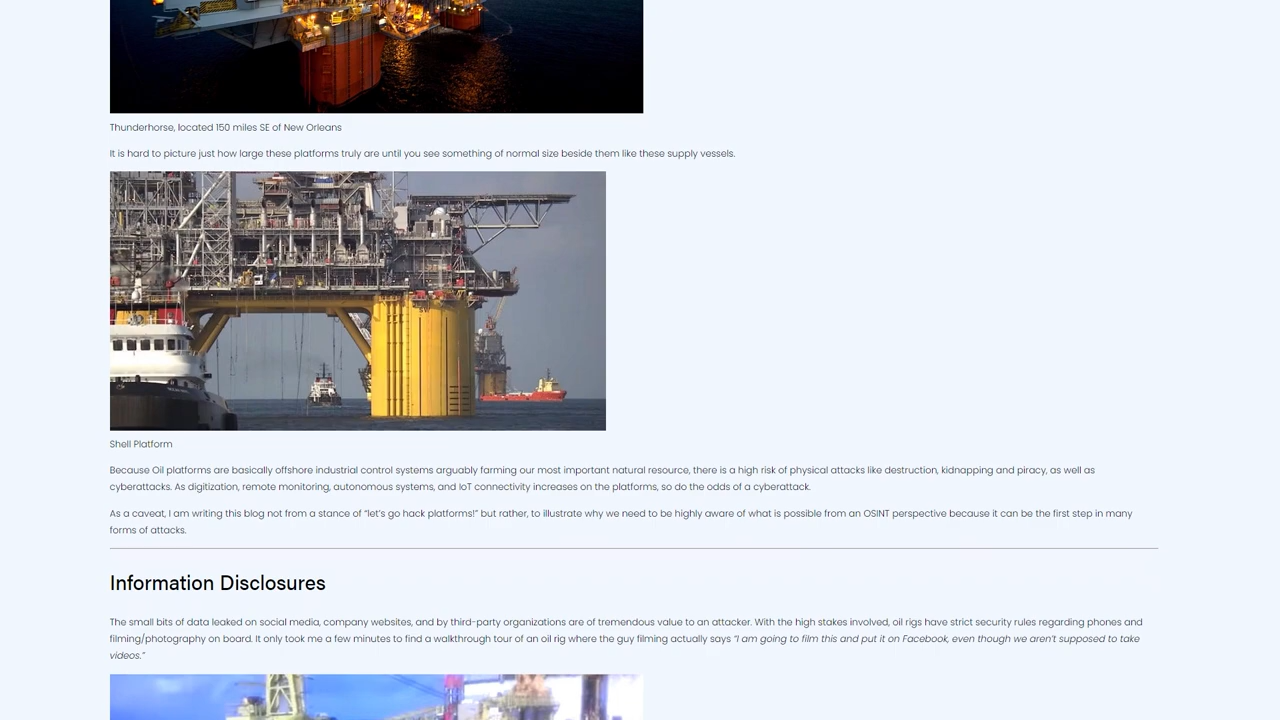 Thunderhorse, located 150 miles SE of New Orleans
It is hard to picture just how large these platforms truly are until you see something of normal size beside them like these supply vessels.
Shell Platform
Because Oil platforms are basically offshore industrial control systems arguably farming our most important natural resource, there is a high risk of physical attacks like destruction, kidnapping and piracy, as well as
cyberattacks. As digitization, remote monitoring, autonomous systems, and IoT connectivity increases on the platforms, so do the odds of a cyberattack.
As a caveat, I am writing this blog not from a stance of “let’s go hack platforms!” but rather, to illustrate why we need to be highly aware of what is possible from an OSINT perspective because it can be the first step in many
forms of attacks.
Information Disclosures
The small bits of data leaked on social media, company websites, and by third-party organizations are of tremendous value to an attacker. With the high stakes involved, oil rigs have strict security rules regarding phones and
filming/photography on board. It only took me a few minutes to find a walkthrough tour of an oil rig where the guy filming actually says “I am going to film this and put it on Facebook, even though we aren’t supposed to take
videos.”